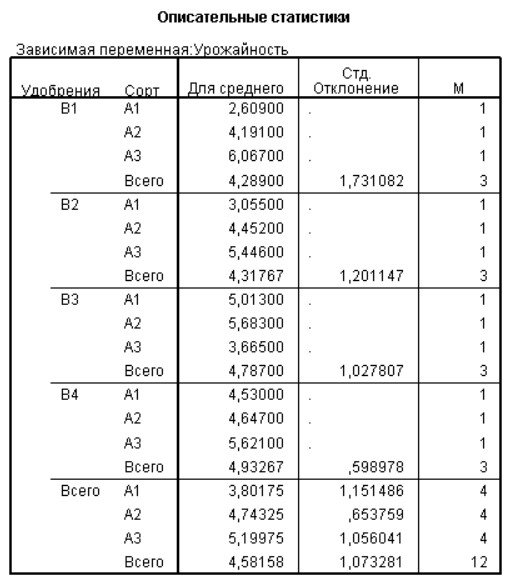 Описательные статистики
Зависимая переменная:Урожайность
Удобрения Сорт Для среднего Стд. Отклонение М
В1 А1 2,60900 . 1
А2 4,19100 . 1
А3 6,06700 . 1
Всего 4,28900 1,731082 3
В2 А1 3,05500 . 1
А2 4,45200 . 1
А3 5,44600 . 1
Всего 4,31767 1,201147 3
В3 А1 5,01300 . 1
А2 5,68300 . 1
А3 3,66500 . 1
Всего 4,78700 1,027807 3
В4 А1 4,53000 . 1
А2 4,64700 . 1
А3 5,62100 . 1
Всего 4,93267 ,598978 3
Всего А1 3,80175 1,151486 4
А2 4,74325 ,653759 4
А3 5,19975 1,056041 4
Всего 4,58158 1,073281 12